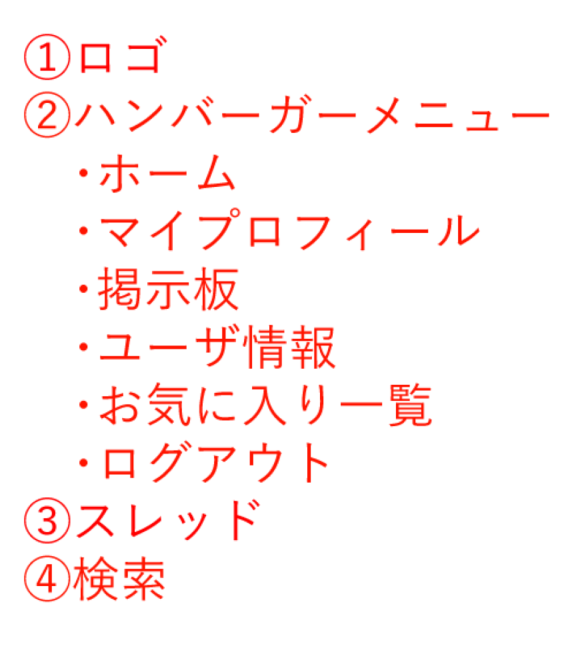 ①ロゴ
②ハンバーガーメニュー
・ホーム
・マイプロフィール
・掲示板
・ユーザ情報
・お気に入り一覧
・ログアウト
③スレッド
④検索